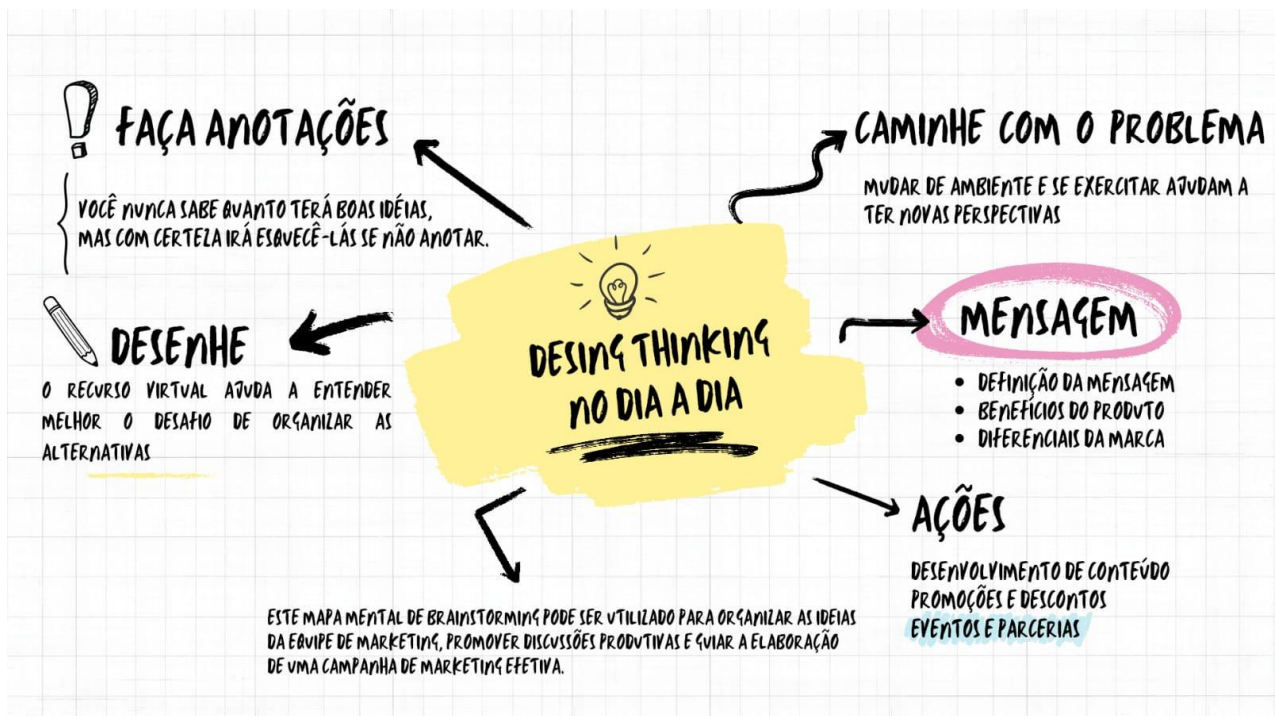 FAÇA ANOTAÇÕES
VOCÊ NUNCA SABE QUANTO TERÁ BOAS IDÉIAS,
MAS COM CERTEZA IRÁ ESQUECÊ-LÁS SE NÃO ANOTAR.
DESENHE
O RECURSO VIRTUAL AJUDA A ENTENDER
MELHOR O DESAFIO DE ORGANIZAR AS
ALTERNATIVAS
DESING THINKING
NO DIA A DIA
CAMINHE COM O PROBLEMA
MUDAR DE AMBIENTE E SE EXERCITAR AJUDAM A
TER NOVAS PERSPECTIVAS
MENSAGEM
• DEFINIÇÃO DA MENSAGEM
• BENEFÍCIOS DO PRODUTO
• DIFERENCIAIS DA MARCA
AÇÕES
DESENVOLVIMENTO DE CONTEÚDO
PROMOÇÕES E DESCONTOS
EVENTOS E PARCERIAS
ESTE MAPA MENTAL DE BRAINSTORMING PODE SER UTILIZADO PARA ORGANIZAR AS IDEIAS
DA EQUIPE DE MARKETING, PROMOVER DISCUSSÕES PRODUTIVAS E GUIAR A ELABORAÇÃO
DE UMA CAMPANHA DE MARKETING EFETIVA.